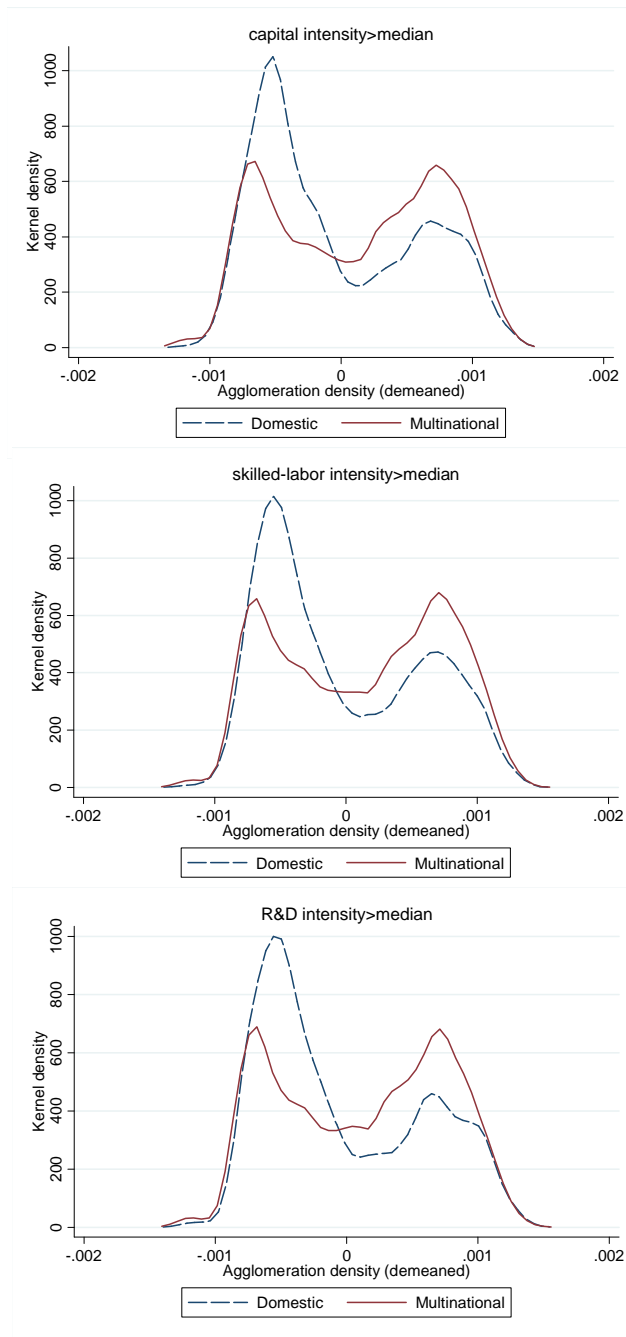 capital intensity>median
Kernel density
0
200
400
600
800
1000
-.002
-.001
0
.001
.002
Agglomeration density (demeaned)
Domestic
Multinational
skilled-labor intensity>median
Kernel density
0
200
400
600
800
1000
-.002
-.001
0
.001
.002
Agglomeration density (demeaned)
Domestic
Multinational
R&D intensity>median
Kernel density
0
200
400
600
800
1000
-.002
-.001
0
.001
.002
Agglomeration density (demeaned)
Domestic
Multinational